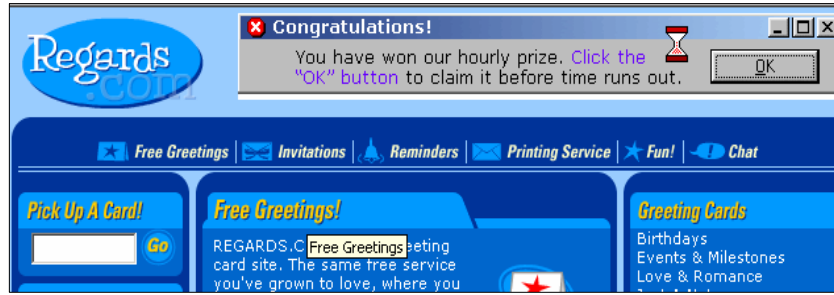 Regards
.com
Congratulations!
You have won our hourly prize. Click the
"OK" button to claim it before time runs out.
OK
Free Greetings
Invitations
Reminders
Printing Service
Fun!
Chat
Pick Up A Card!
Go
Free Greetings!
REGARDS.C
Free Greetings
eeting
card site. The same free service
you've grown to love, where you
Greeting Cards
Birthdays
Events & Milestones
Love & Romance